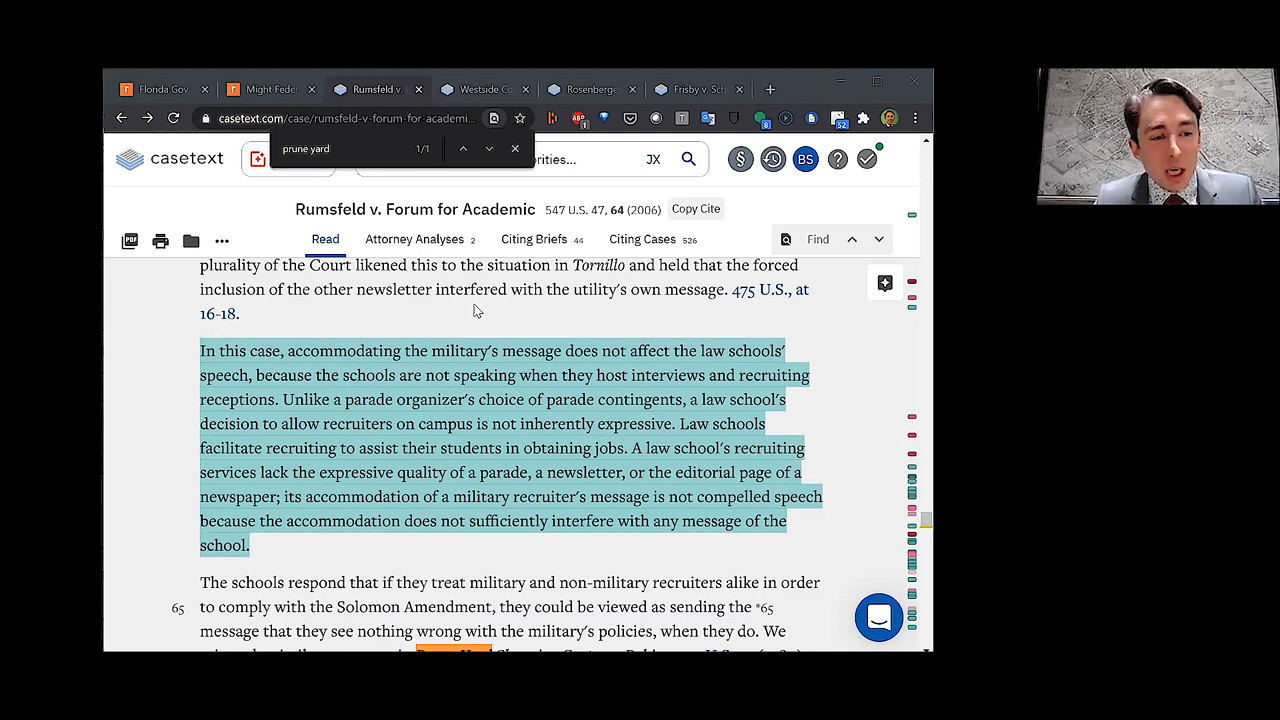 Florida Gov
Might Fede
Rumsfeld v.
Westside Co
Rosenberge
Frisby v. Sch
casetext.com/case/rumsfeld-v-forum-for-academi...
52
prune yard
1/1
casetext
orities...
JX
§
BS
?
Rumsfeld v. Forum for Academic
547 U.S. 47, 64 (2006)
Copy Cite
PDF
Read
Attorney Analyses 2
Citing Briefs 44
Citing Cases 526
Find
plurality of the Court likened this to the situation in Tornillo and held that the forced
inclusion of the other newsletter interfered with the utility's own message. 475 U.S., at
16-18.
In this case, accommodating the military's message does not affect the law schools'
speech, because the schools are not speaking when they host interviews and recruiting
receptions. Unlike a parade organizer's choice of parade contingents, a law school's
decision to allow recruiters on campus is not inherently expressive. Law schools
facilitate recruiting to assist their students in obtaining jobs. A law school's recruiting
services lack the expressive quality of a parade, a newsletter, or the editorial page of a
newspaper; its accommodation of a military recruiter's message is not compelled speech
because the accommodation does not sufficiently interfere with any message of the
school.
The schools respond that if they treat military and non-military recruiters alike in order
65 to comply with the Solomon Amendment, they could be viewed as sending the *65
message that they see nothing wrong with the military's policies, when they do. We